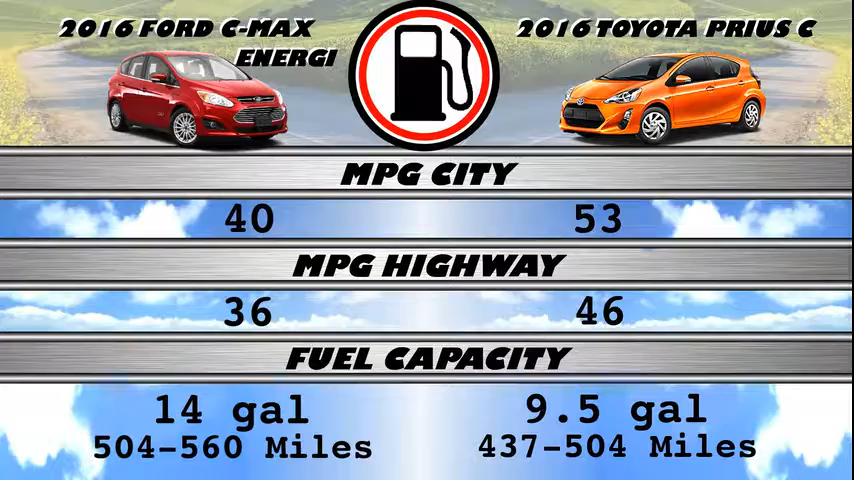 2016 FORD C-MAX
ENERGI
2016 TOYOTA PRIUS C
MPG CITY
40 53
MPG HIGHWAY
36 46
FUEL CAPACITY
14 gal 9.5 gal
504-560 Miles 437-504 Miles